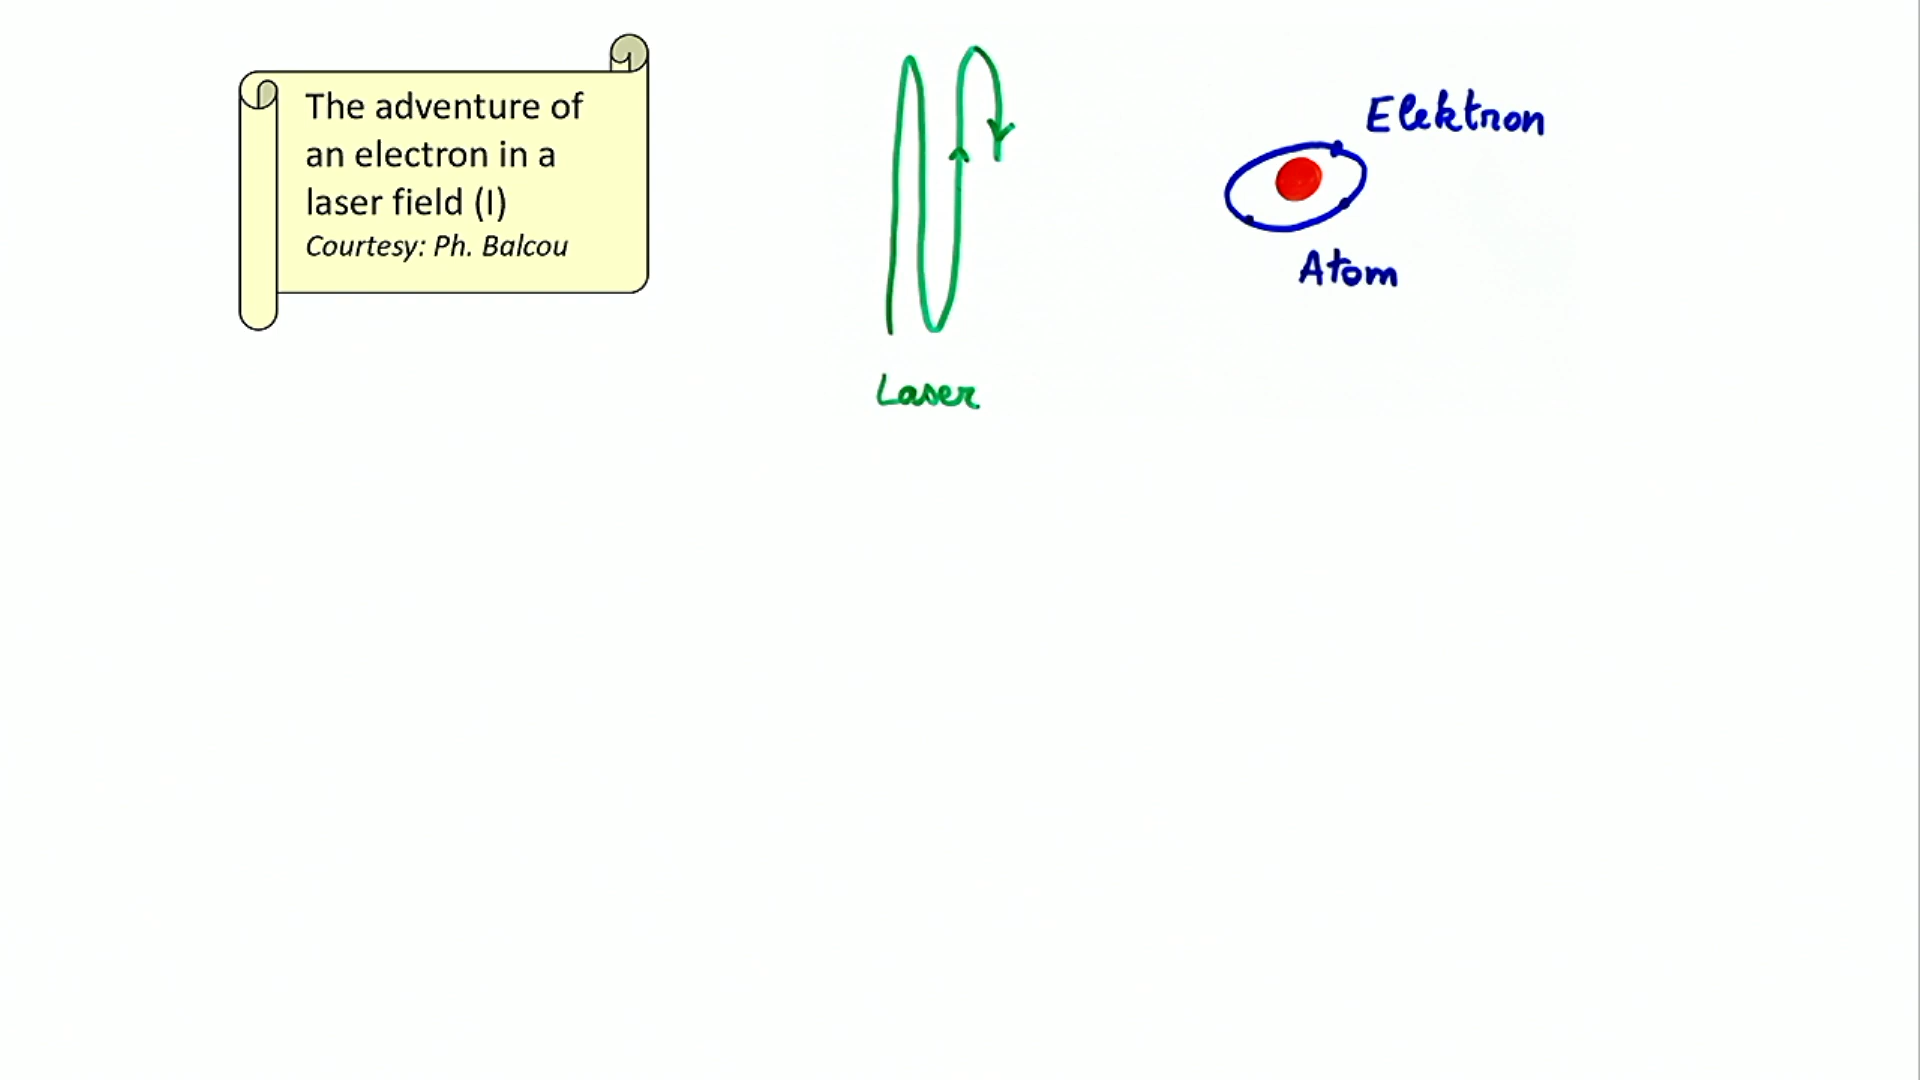 The adventure of
an electron in a
laser field (I)
Courtesy: Ph. Balcou
Laser
Elektron
Atom